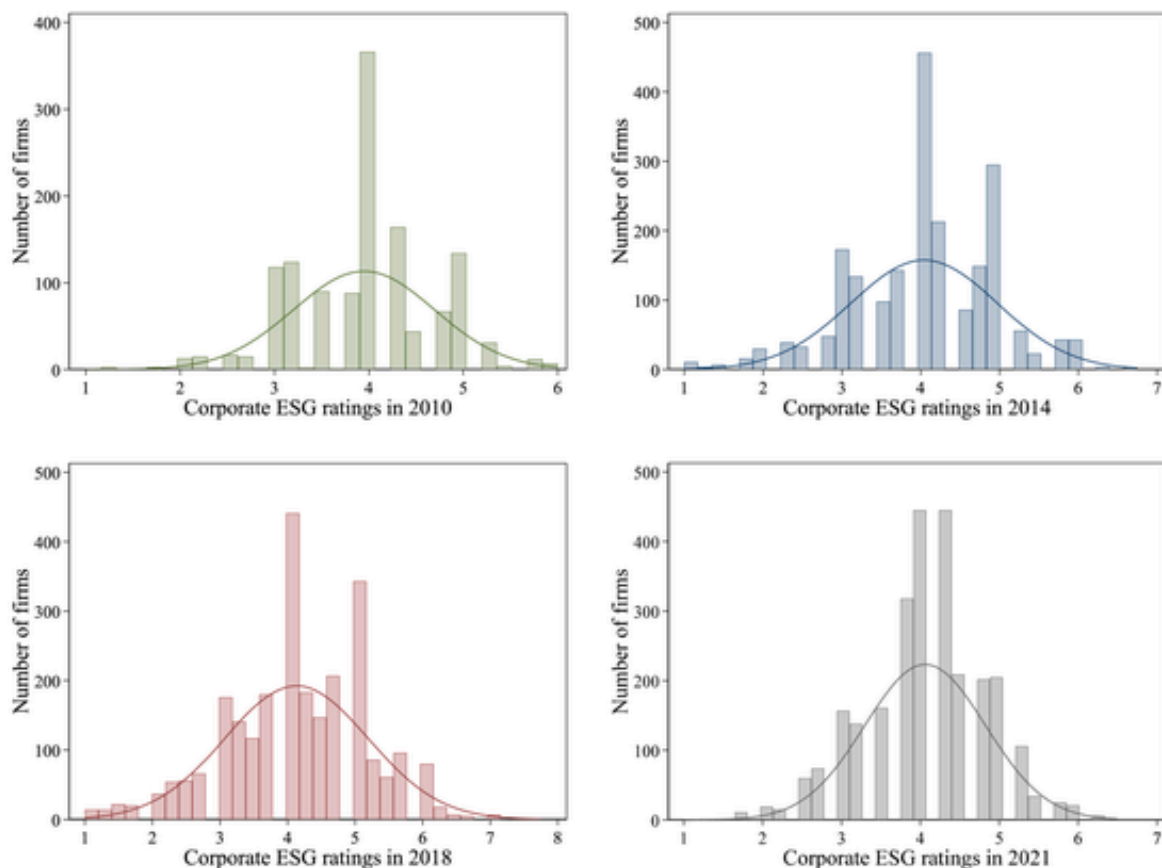 400
300
200
100
0
Number of firms
1 2 3 4 5 6
Corporate ESG ratings in 2010
500
400
300
200
100
0
Number of firms
1 2 3 4 5 6 7
Corporate ESG ratings in 2014
500
400
300
200
100
0
Number of firms
1 2 3 4 5 6 7 8
Corporate ESG ratings in 2018
500
400
300
200
100
0
Number of firms
1 2 3 4 5 6 7
Corporate ESG ratings in 2021